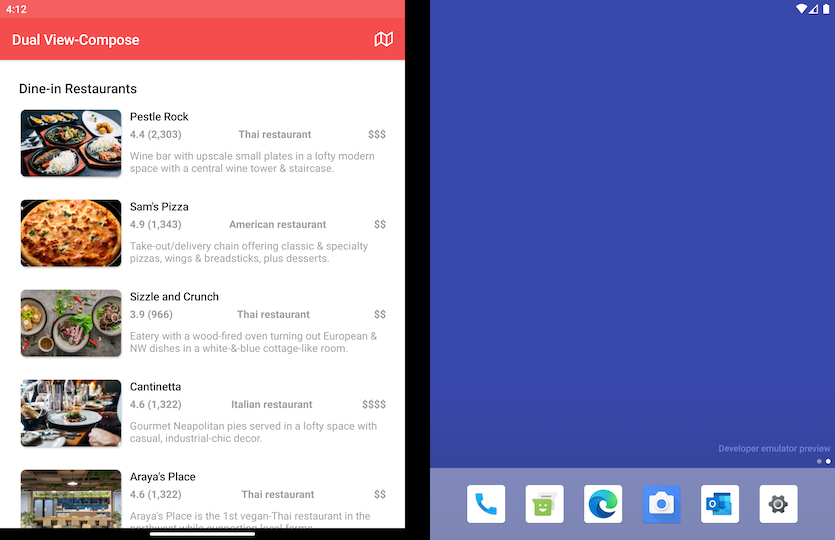 4:12
Dual View-Compose
Dine-in Restaurants
Pestle Rock
4.4 (2,303) Thai restaurant $$$
Wine bar with upscale small plates in a lofty modern
space with a central wine tower & staircase.
Sam's Pizza
4.9 (1,343) American restaurant $$
Take-out/delivery chain offering classic & specialty
pizzas, wings & breadsticks, plus desserts.
Sizzle and Crunch
3.9 (966) Thai restaurant $$
Eatery with a wood-fired oven turning out European &
NW dishes in a white-&-blue cottage-like room.
Cantinetta
4.6 (1,322) Italian restaurant $$$$
Gourmet Neapolitan pies served in a lofty space with
casual, industrial-chic decor.
Araya's Place
4.6 (1,322) Thai restaurant $$
Araya's Place is the 1st vegan-Thai restaurant in the
northwest while supporting local farms
Developer emulator preview